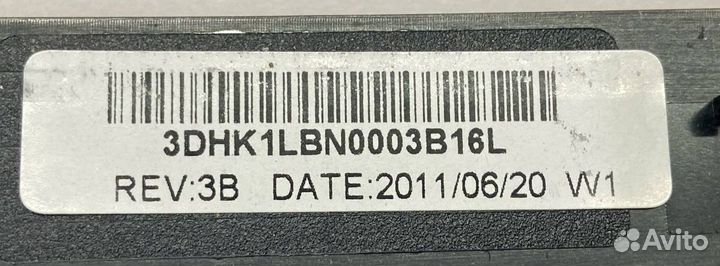 3DHK1LBN0003B16L
REV:3B DATE:2011/06/20 W1
Avito